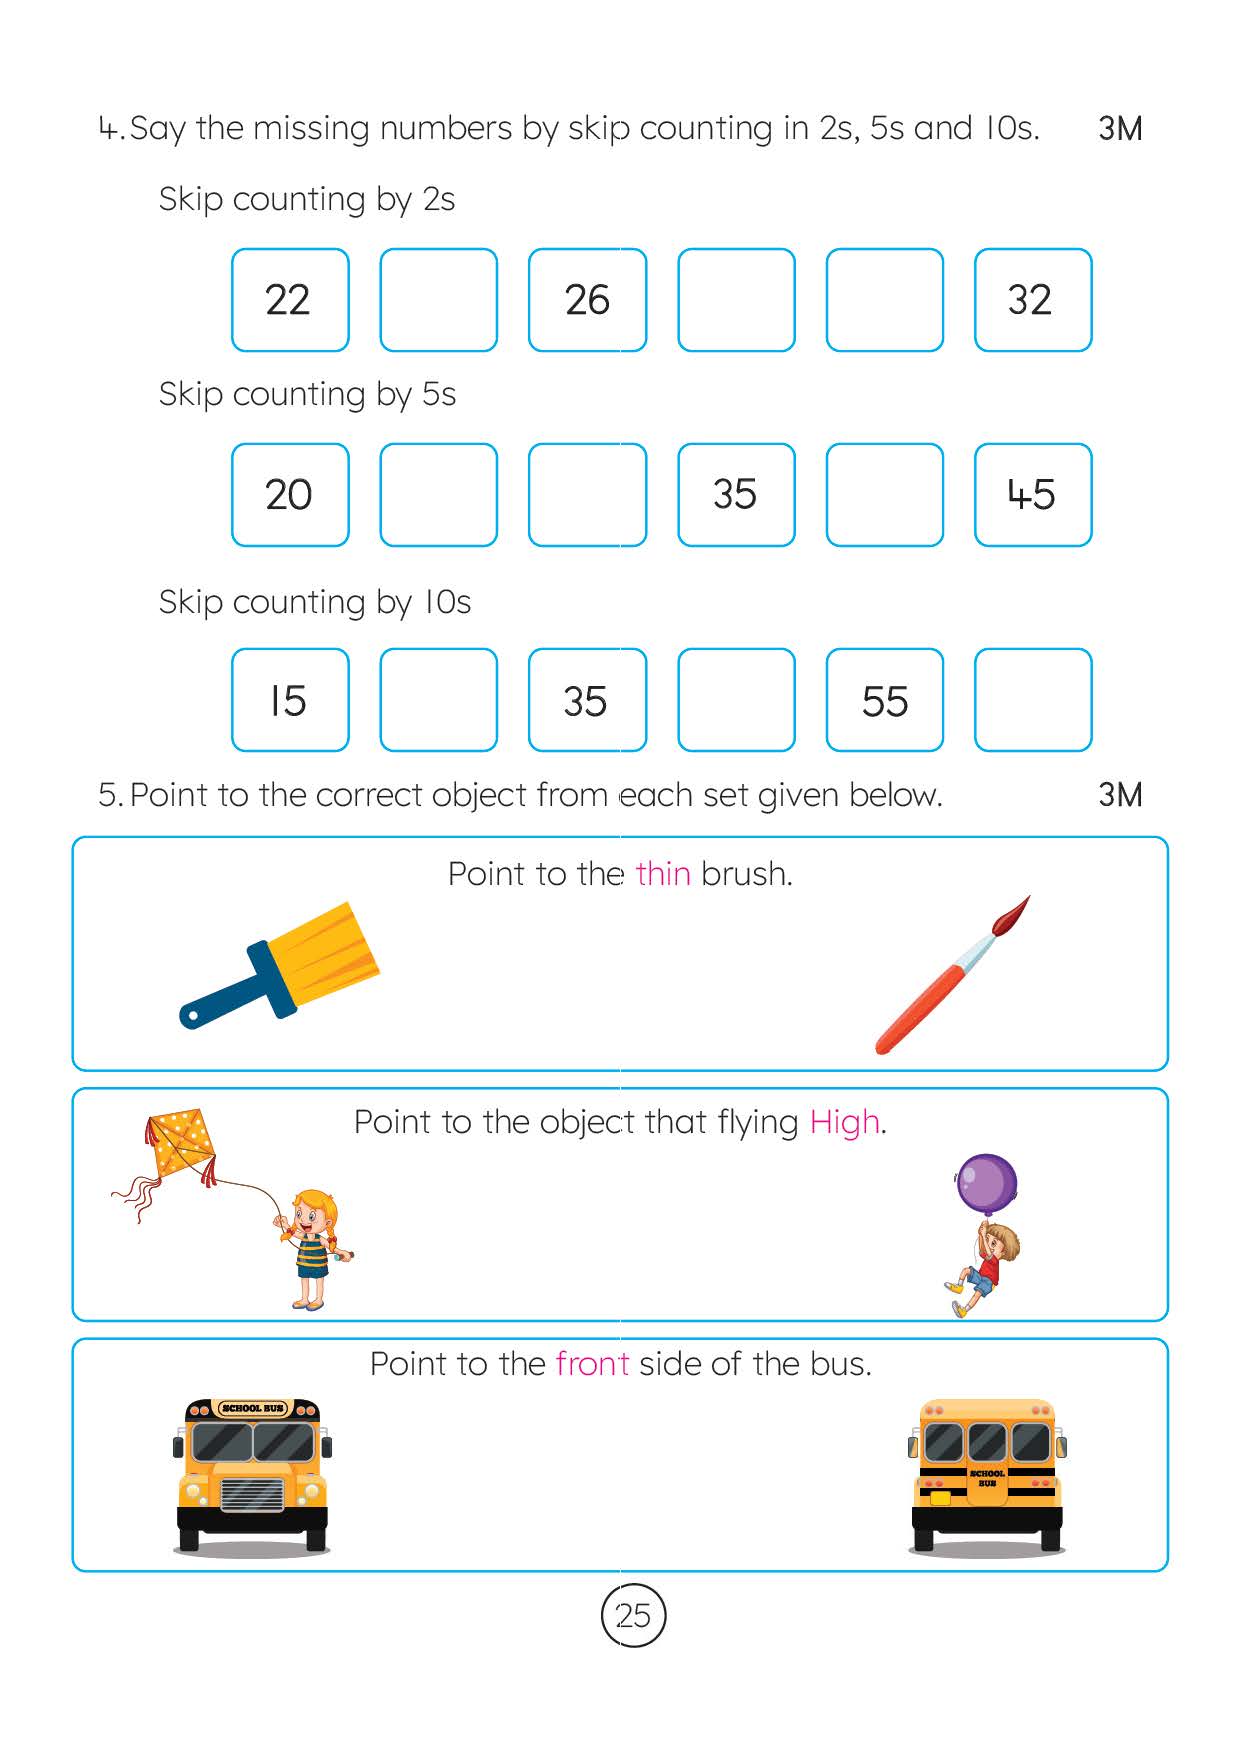 4. Say the missing numbers by skip counting in 2s, 5s and 10s. 3M
Skip counting by 2s
22 26 32
Skip counting by 5s
20 35 45
Skip counting by 10s
15 35 55
5. Point to the correct object from each set given below. 3M
Point to the thin brush.
Point to the object that flying High.
Point to the front side of the bus.
SCHOOL BUS
SCHOOL
BUS
25